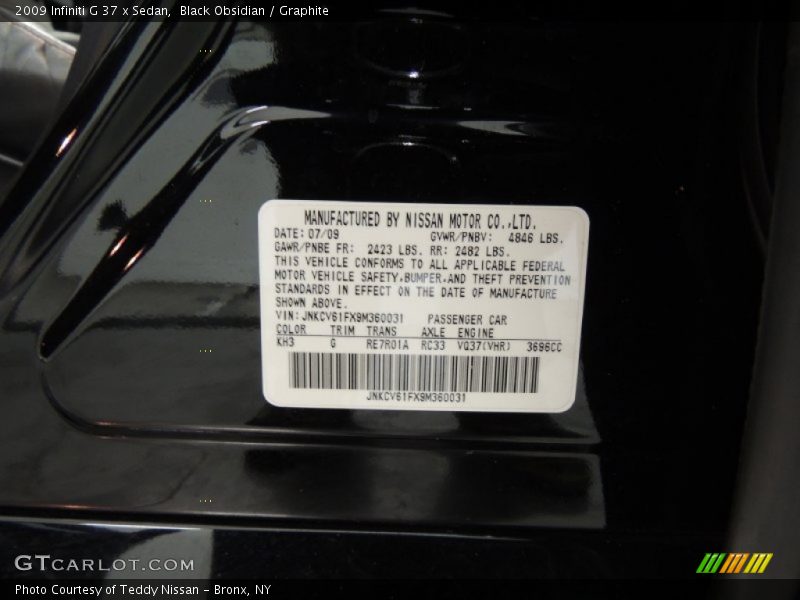 2009 Infiniti G 37 x Sedan, Black Obsidian / Graphite
MANUFACTURED BY NISSAN MOTOR CO.,LTD.
DATE: 07/09 GVWR/PNBV: 4846 LBS.
GAWR/PNBE FR: 2423 LBS. RR: 2482 LBS.
THIS VEHICLE CONFORMS TO ALL APPLICABLE FEDERAL
MOTOR VEHICLE SAFETY,BUMPER,AND THEFT PREVENTION
STANDARDS IN EFFECT ON THE DATE OF MANUFACTURE
SHOWN ABOVE.
VIN: JNKCV61FX9M360031 PASSENGER CAR
COLOR TRIM TRANS AXLE ENGINE
KH3 G RE7R01A RC33 VQ37(VHR) 3696CC
JNKCV61FX9M360031
GTCARLOT.COM
Photo Courtesy of Teddy Nissan - Bronx, NY